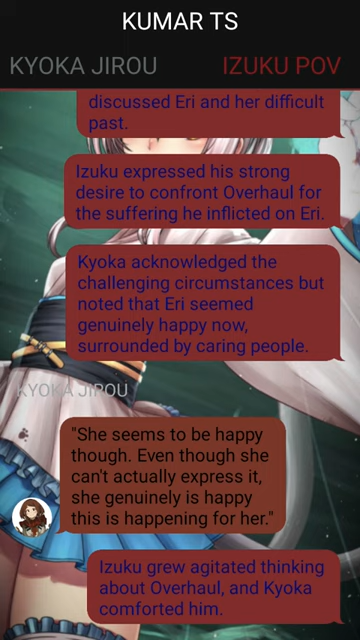 KUMAR TS
KYOKA JIROU
IZUKU POV
discussed Eri and her difficult
past.
Izuku expressed his strong
desire to confront Overhaul for
the suffering he inflicted on Eri.
Kyoka acknowledged the
challenging circumstances but
noted that Eri seemed
genuinely happy now,
surrounded by caring people.
KYOKA JIROU
"She seems to be happy
though. Even though she
can't actually express it,
she genuinely is happy
this is happening for her."
Izuku grew agitated thinking
about Overhaul, and Kyoka
comforted him.